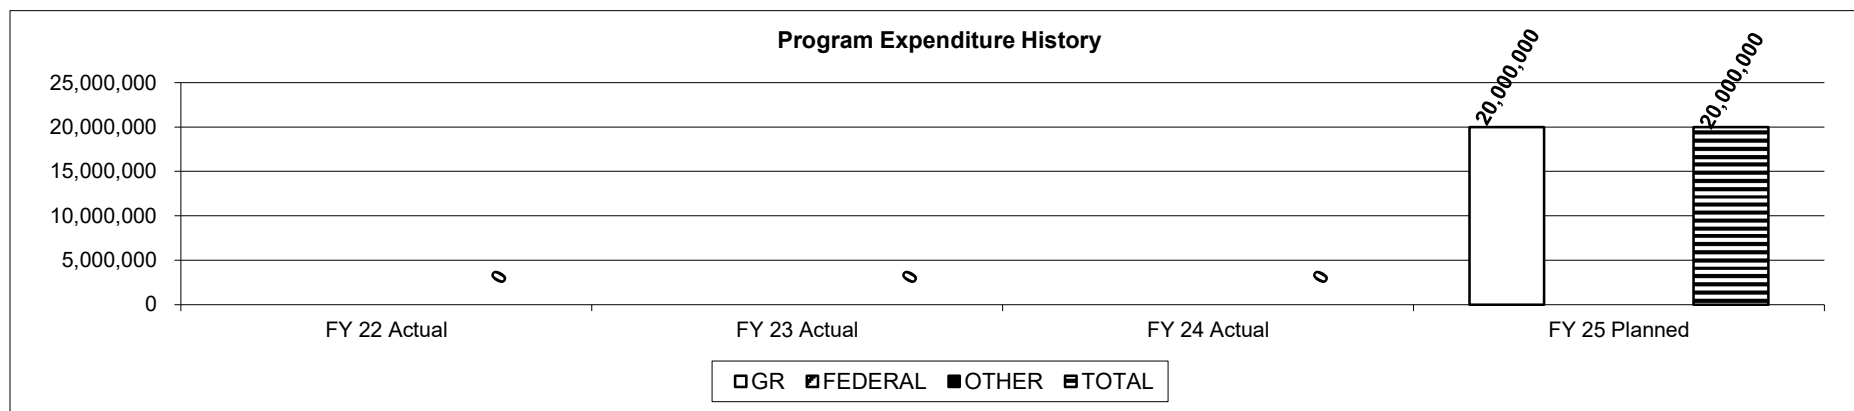 Program Expenditure History
25,000,000
20,000,000
15,000,000
10,000,000
5,000,000
0
0
0
0
20,000,000
20,000,000
FY 22 Actual
FY 23 Actual
FY 24 Actual
FY 25 Planned
GR FEDERAL OTHER TOTAL